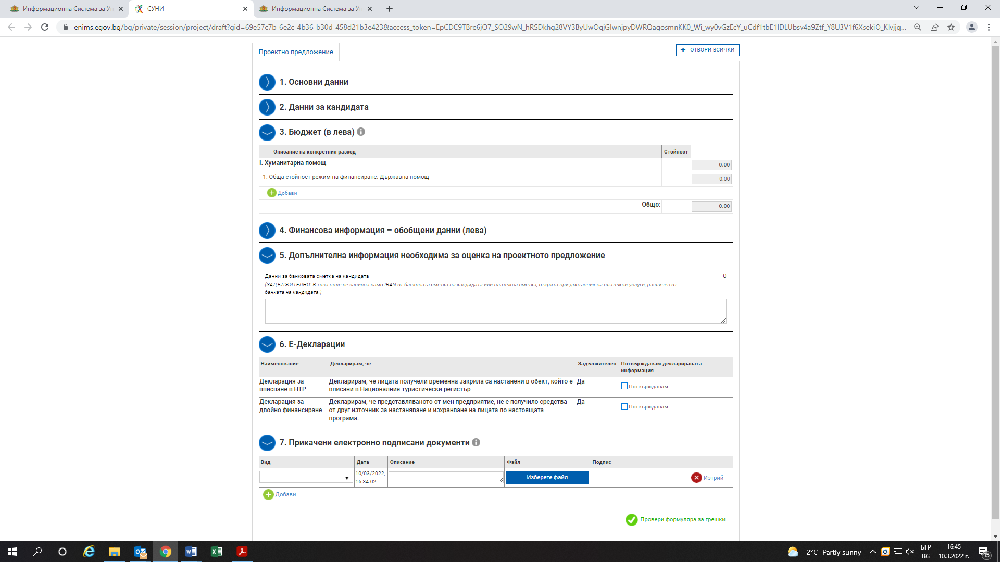 Информационна Система за Уп
СУНИ
Информационна Система за Уп
enims.egov.bg/bg/private/session/project/draft?gid=69e57c7b-6e2c-4b36-b30d-458d21b3e423&access_token=
Проектно предложение
ОТВОРИ ВСИЧКИ
1. Основни данни
2. Данни за кандидата
3. Бюджет (в лева)
Описание на конкретния разход Стойност
I. Хуманитарна помощ 0.00
1. Обща стойност режим на финансиране: Държавна помощ 0.00
Добави
Общо: 0.00
4. Финансова информация – обобщени данни (лева)
5. Допълнителна информация необходима за оценка на проектното предложение
Данни за банковата сметка на кандидата 0
(ЗАДЪЛЖИТЕЛНО: В това поле се записва само IBAN от банковата сметка на кандидата или платежна сметка, открита при доставчик на платежни услуги, различен от
банката на кандидата.)
6. Е-Декларации
Наименование Декларирам, че Задължителен Потвърждавам декларираната
информация
Декларация за Декларирам, че лицата получели временна закрила са настанени в обект, който е Да
вписване в НТР вписани в Националния туристически регистър Потвърждавам
Декларация за Декларирам, че представляваното от мен предприятие, не е получило средства Да
двойно финансиране от друг източник за настаняване и изхранване на лицата по настоящата Потвърждавам
програма.
7. Прикачени електронно подписани документи
Вид Дата Описание Файл Подпис
10/03/2022,
16:34:02
Изберете файл
Изтрий
Добави
Провери формуляра за грешки
-2°C Partly sunny
БГР
BG
16:45
10.3.2022 г.
15